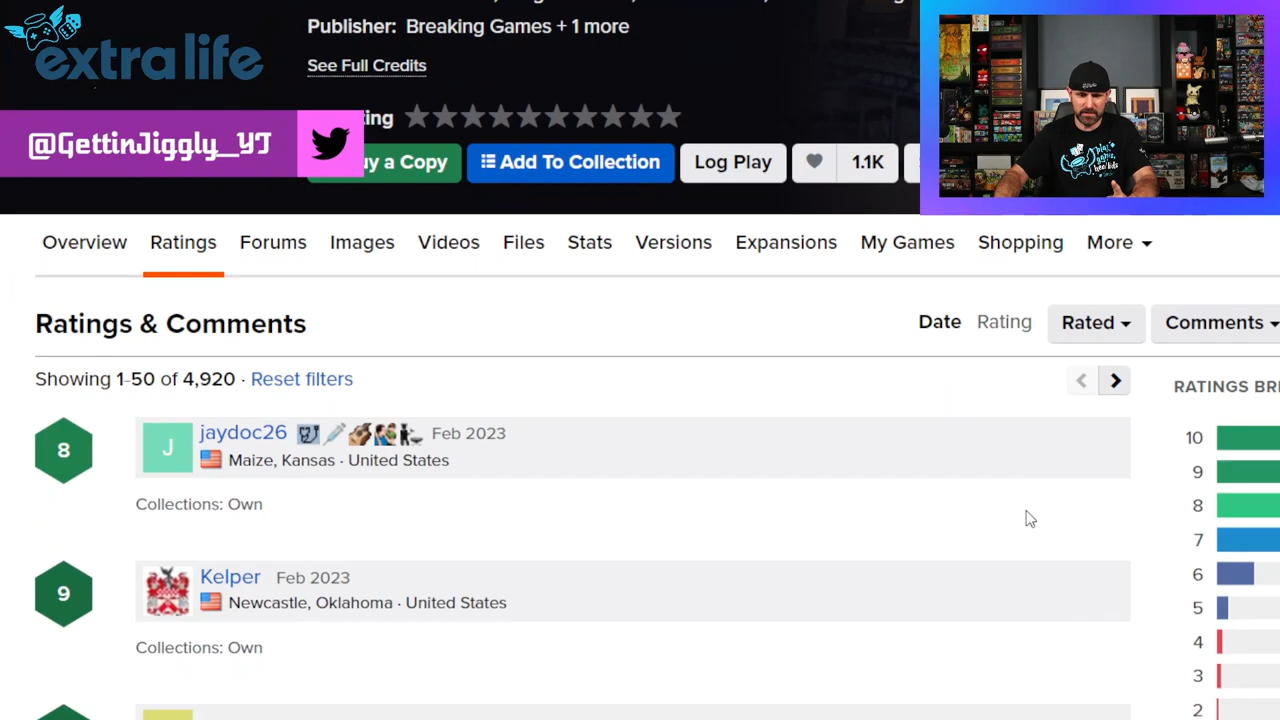 extra life
Publisher: Breaking Games + 1 more
See Full Credits
@GettinJiggly_YT
a Copy
Add To Collection
Log Play
1.1K
Overview
Ratings
Forums
Images
Videos
Files
Stats
Versions
Expansions
My Games
Shopping
More
Ratings & Comments
Date
Rating
Rated
Comments
Showing 1-50 of 4,920 · Reset filters
RATINGS
8
J
jaydoc26
Feb 2023
Maize, Kansas · United States
Collections: Own
9
Kelper
Feb 2023
Newcastle, Oklahoma · United States
Collections: Own
10
9
8
7
6
5
4
3
2